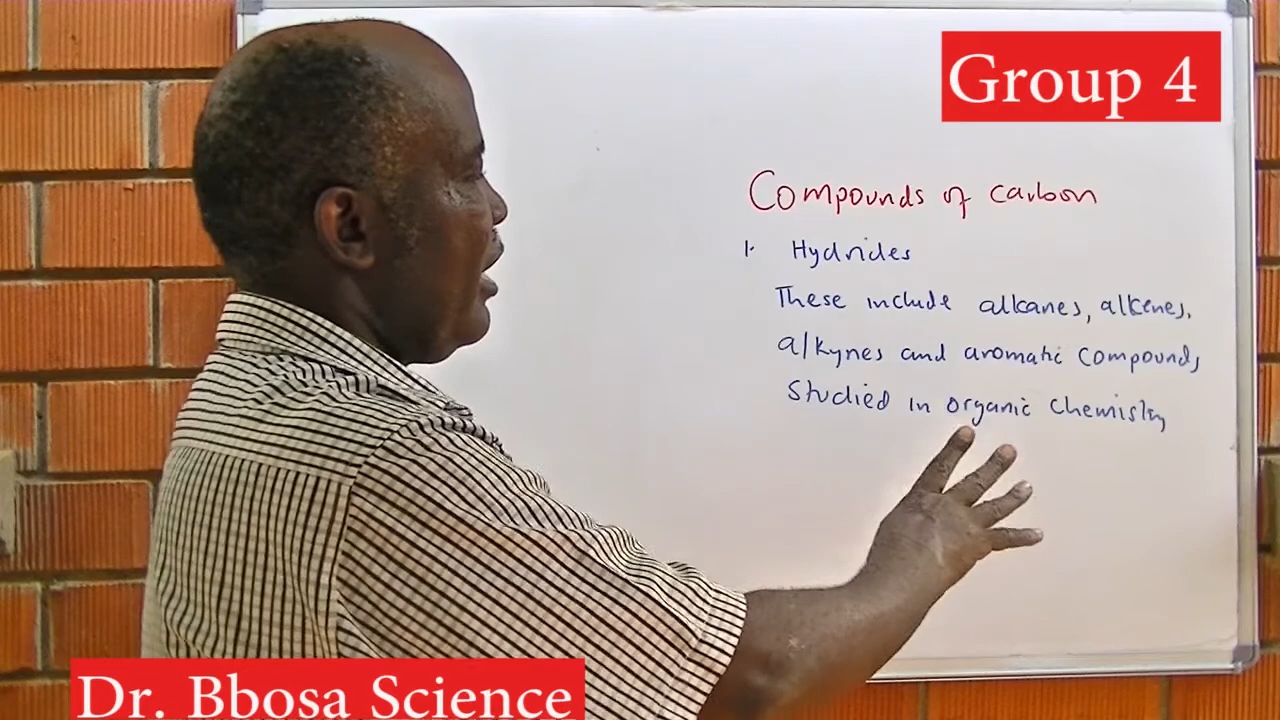 Group 4
Compounds of carbon
1. Hydrides
These include alkanes, alkenes,
alkynes and aromatic compounds
Studied in organic chemistry
Dr. Bbosa Science